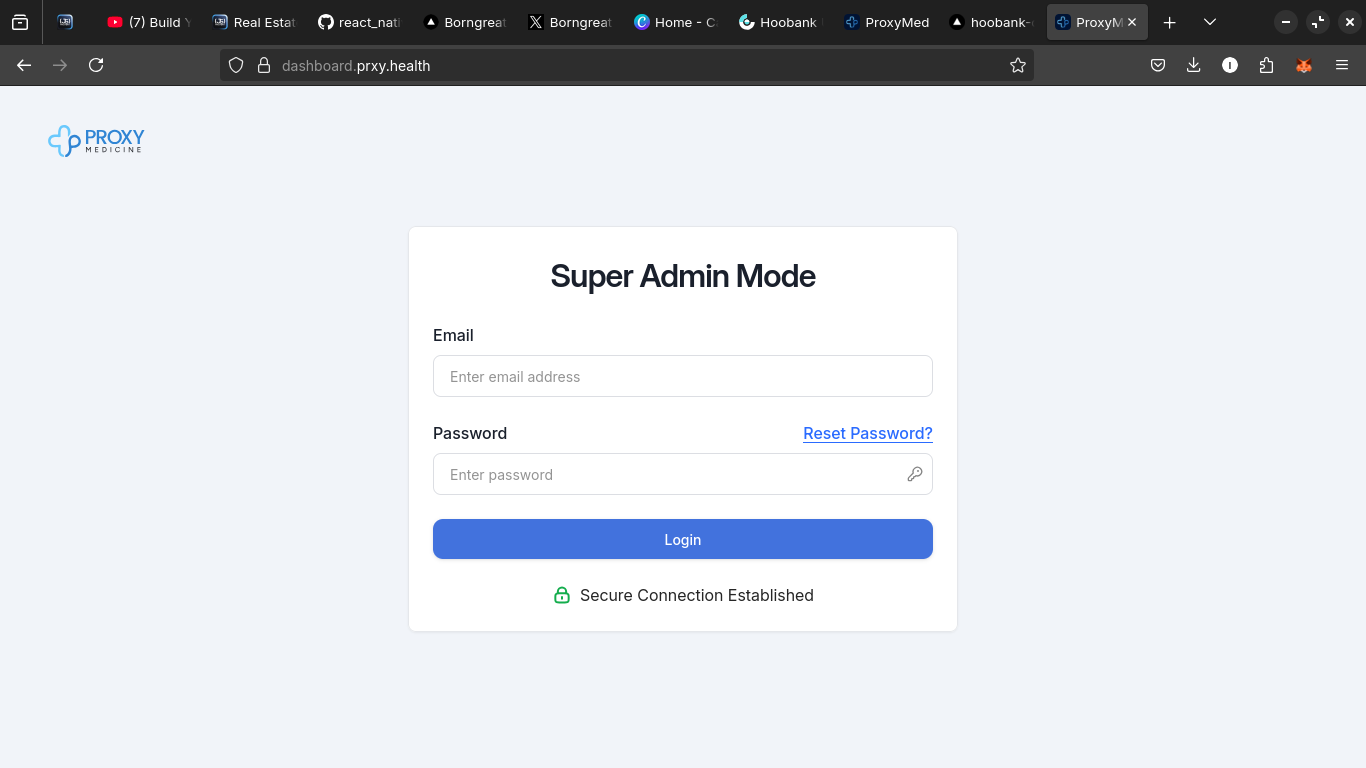 (7) Build Y
Real Estat
react_nati
Borngreat
Borngreat
Home - Ca
Hoobank
ProxyMed
hoobank-
ProxyM
dashboard.prxy.health
PROXY
MEDICINE
Super Admin Mode
Email
Enter email address
Password
Reset Password?
Enter password
Login
Secure Connection Established